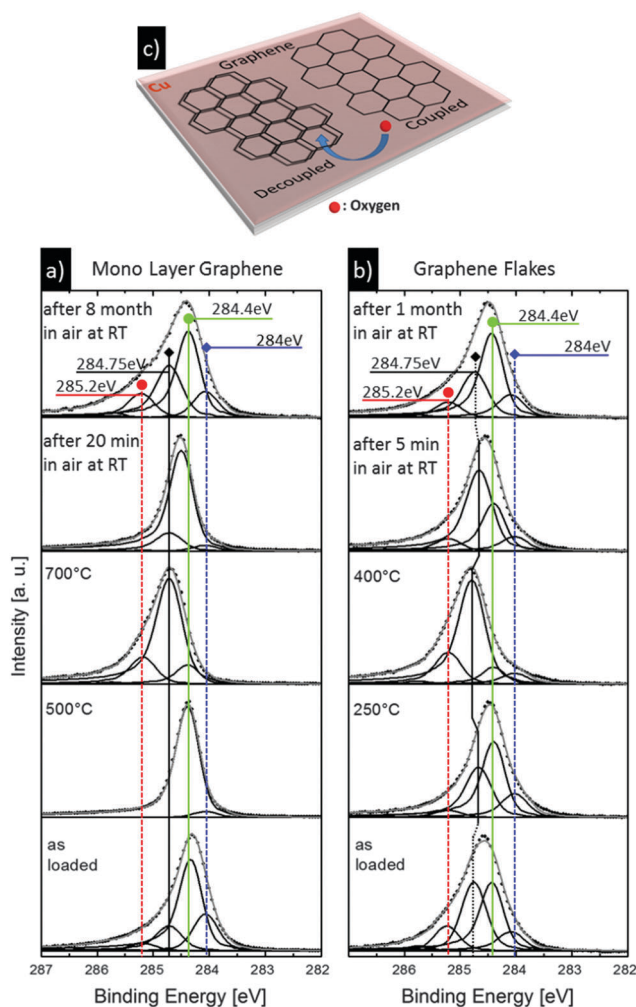 c)
Graphene
Cu
Coupled
Decoupled
: Oxygen
a)
Mono Layer Graphene
after 8 month
in air at RT
284.4eV
284eV
284.75eV
285.2eV
after 20 min
in air at RT
700°C
500°C
as
loaded
287 286 285 284 283 282
Binding Energy [eV]
Intensity [a. u.]
b)
Graphene Flakes
after 1 month
in air at RT
284.4eV
284eV
284.75eV
285.2eV
after 5 min
in air at RT
400°C
250°C
as
loaded
286 285 284 283 282
Binding Energy [eV]